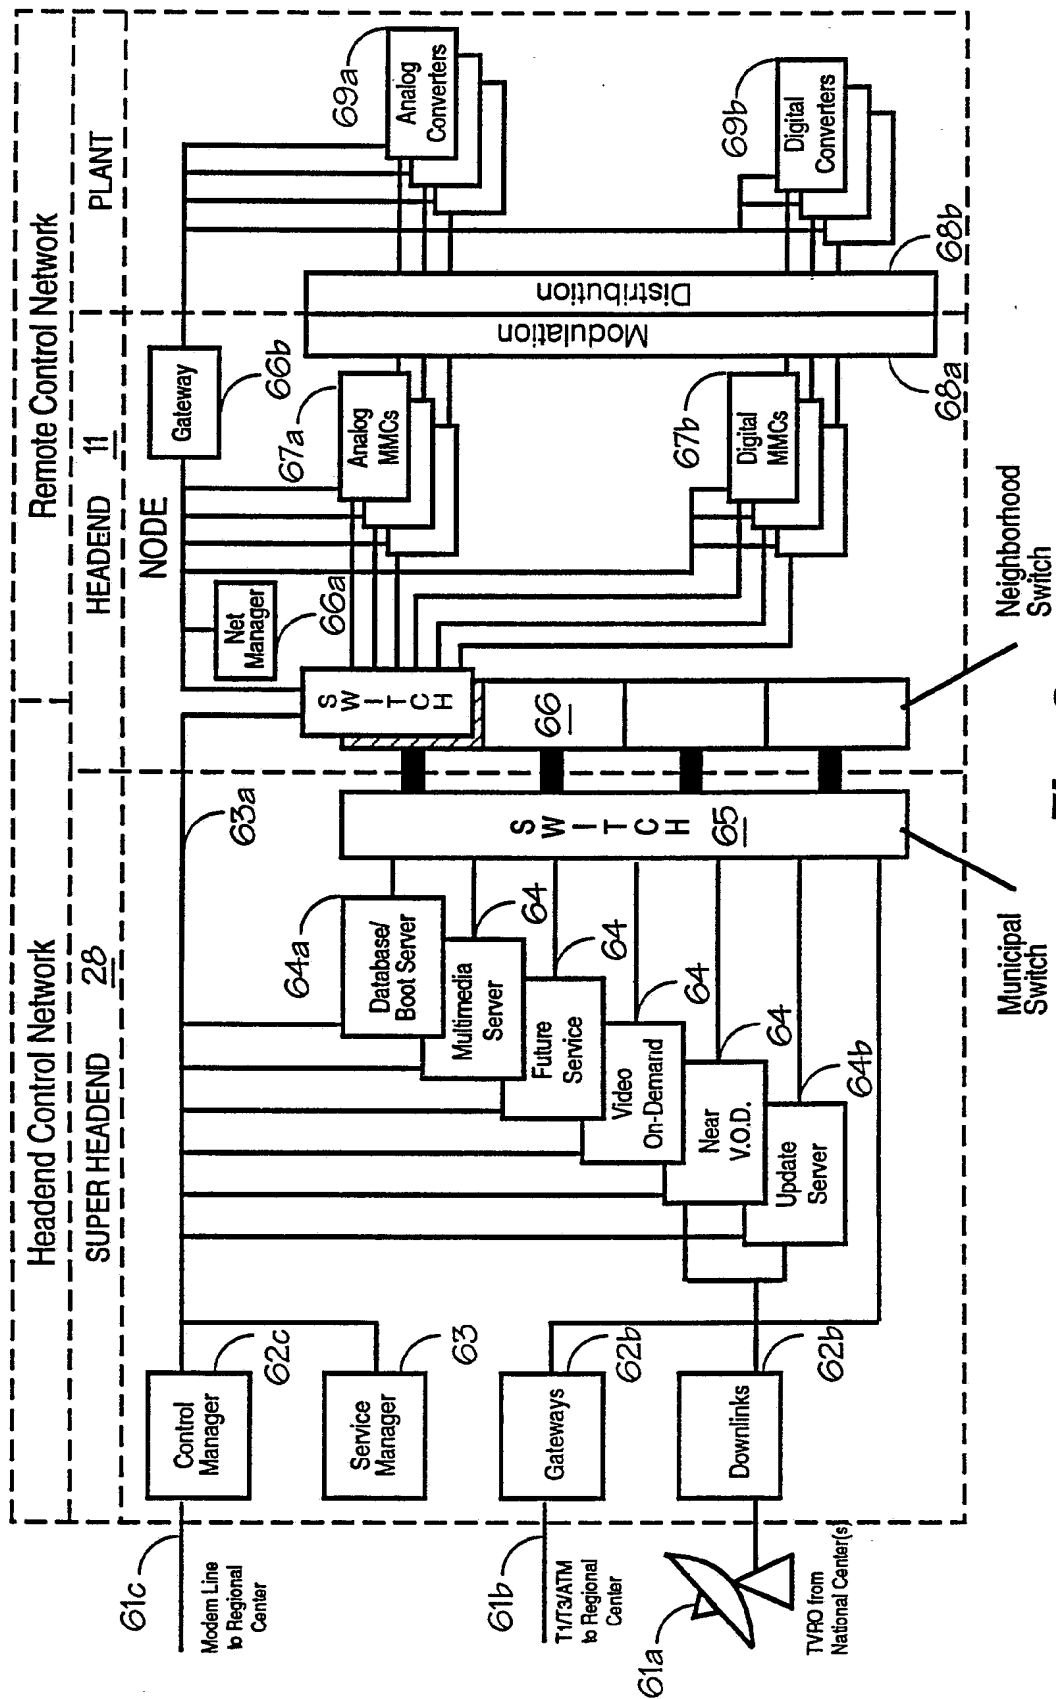 Headend Control Network
Remote Control Network
SUPER HEADEND
28
HEADEND
11
PLANT
NODE
61c
Modem Line
to Regional
Center
Control
Manager
62c
63a
Service
Manager
63
61b
T1/T3/ATM
to Regional
Center
Gateways
62b
61a
TVRO from
National Center(s)
Downlinks
62b
64a
Database/
Boot Server
Multimedia
Server
64
Future
Service
64
Video
On-Demand
64
Near
V.O.D.
64
Update
Server
64b
SWITCH
65
Municipal
Switch
SWITCH
66
Neighborhood
Switch
Net
Manager
66a
Gateway
66b
67a
Analog
MMCs
67b
Digital
MMCs
Modulation
68a
Distribution
68b
69a
Analog
Converters
69b
Digital
Converters